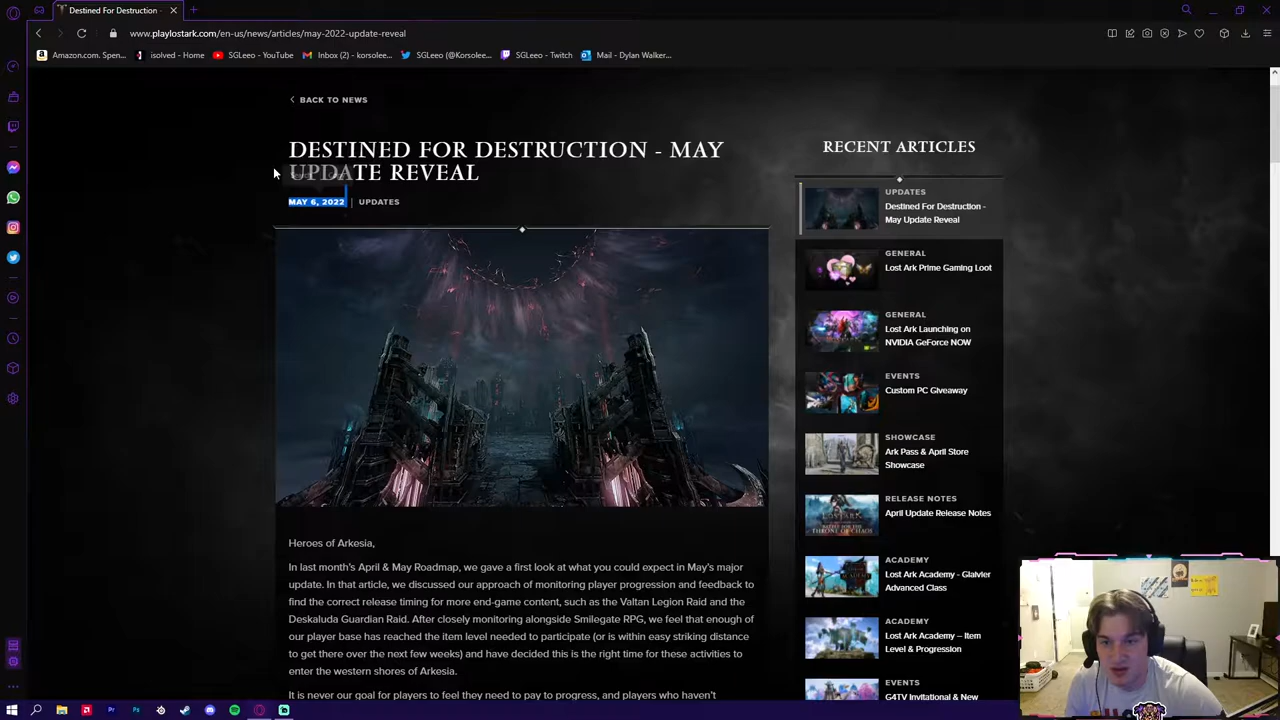 Destined For Destruction -
www.playlostark.com/en-us/news/articles/may-2022-update-reveal
Amazon.com. Spen...
isolved - Home
SGLeeo - YouTube
Inbox (2) - korsolee...
SGLeeo (@Korsolee...
SGLeeo - Twitch
Mail - Dylan Walker...
BACK TO NEWS
DESTINED FOR DESTRUCTION - MAY
UPDATE REVEAL
MAY 6, 2022 | UPDATES
Heroes of Arkesia,
In last month's April & May Roadmap, we gave a first look at what you could expect in May's major
update. In that article, we discussed our approach of monitoring player progression and feedback to
find the correct release timing for more end-game content, such as the Valtan Legion Raid and the
Deskaluda Guardian Raid. After closely monitoring alongside Smilegate RPG, we feel that enough of
our player base has reached the item level needed to participate (or is within easy striking distance
to get there over the next few weeks) and have decided this is the right time for these activities to
enter the western shores of Arkesia.
It is never our goal for players to feel they need to pay to progress, and players who haven't
RECENT ARTICLES
UPDATES
Destined For Destruction -
May Update Reveal
GENERAL
Lost Ark Prime Gaming Loot
GENERAL
Lost Ark Launching on
NVIDIA GeForce NOW
EVENTS
Custom PC Giveaway
SHOWCASE
Ark Pass & April Store
Showcase
RELEASE NOTES
April Update Release Notes
ACADEMY
Lost Ark Academy - Glaivier
Advanced Class
ACADEMY
Lost Ark Academy – Item
Level & Progression
EVENTS
G4TV Invitational & New